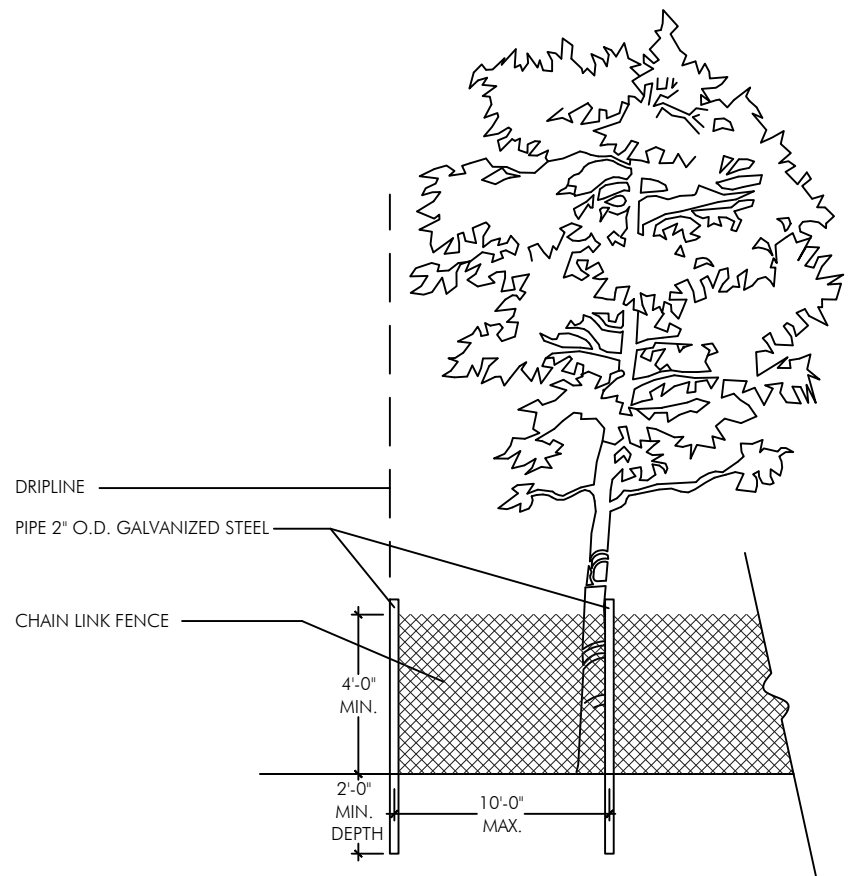 DRIPLINE
PIPE 2" O.D. GALVANIZED STEEL
CHAIN LINK FENCE
4'-0"
MIN.
2'-0"
MIN.
DEPTH
10'-0"
MAX.